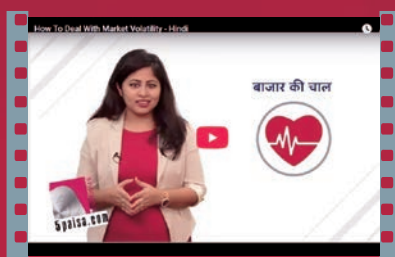 How To Deal With Market Volatility - Hindi
बाजार की चाल
5paisa.com